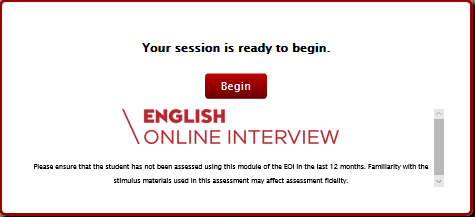 Your session is ready to begin.
Begin
ENGLISH
ONLINE INTERVIEW
Please ensure that the student has not been assessed using this module of the EOI in the last 12 months. Familiarity with the
stimulus materials used in this assessment may affect assessment fidelity.